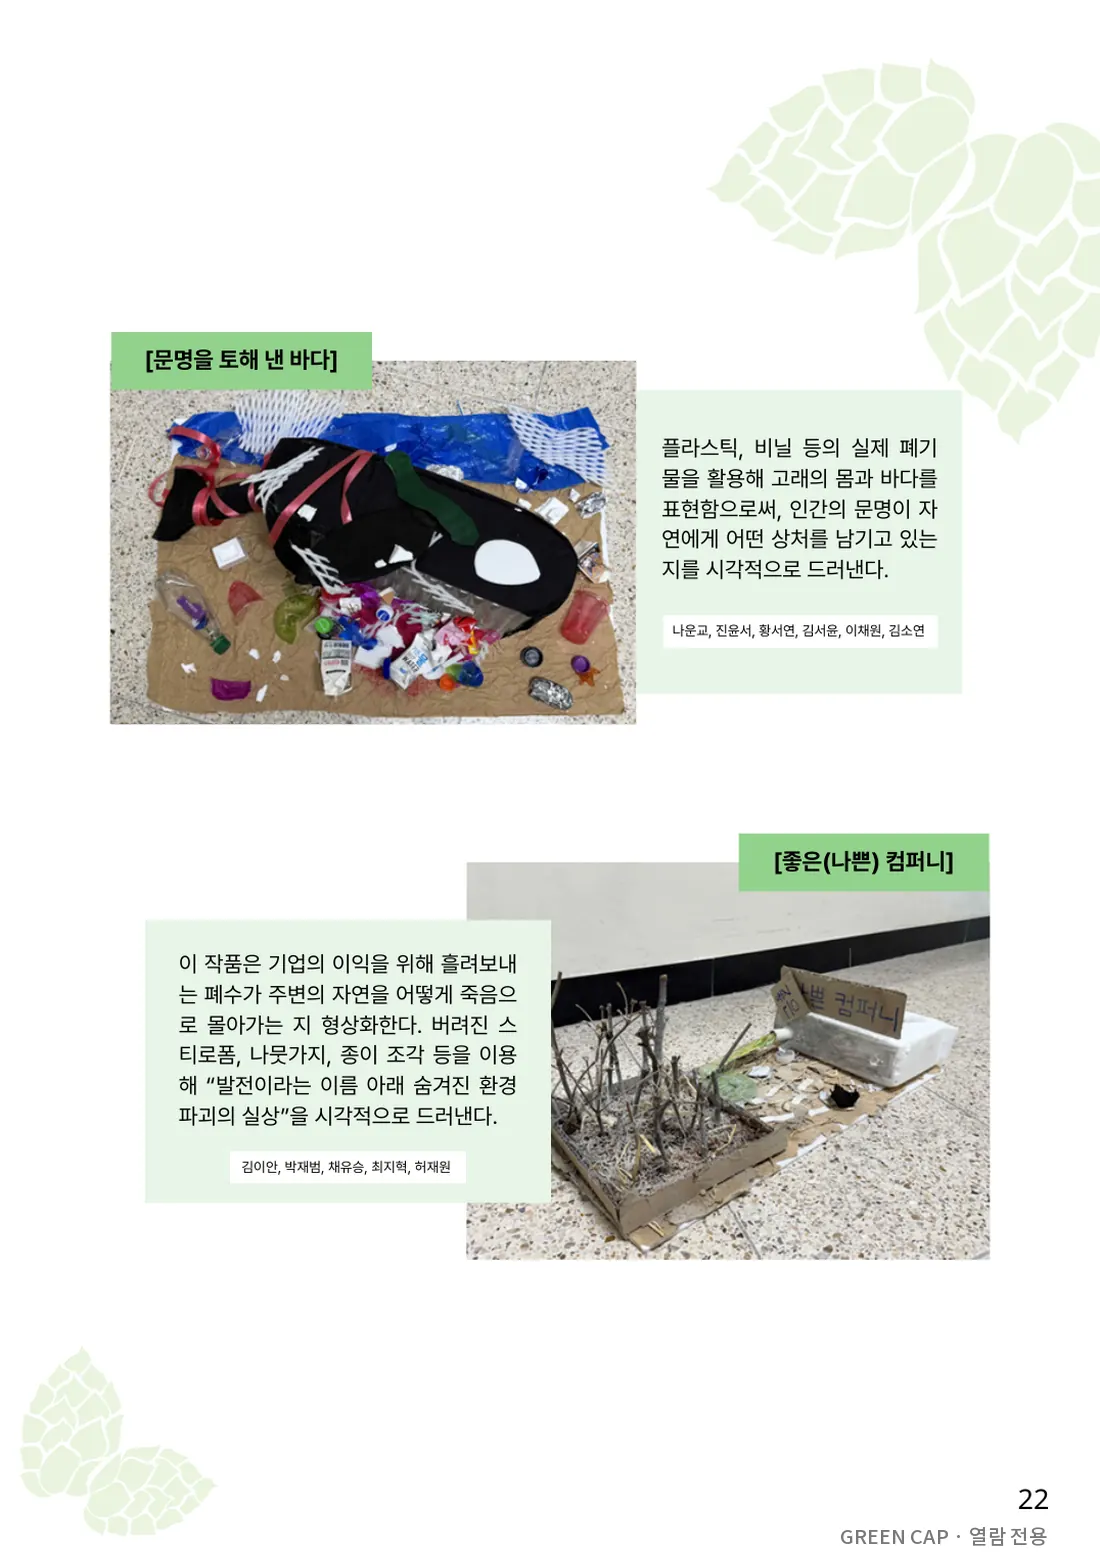 [문명을 토해 낸 바다]
플라스틱, 비닐 등의 실제 폐기
물을 활용해 고래의 몸과 바다를
표현함으로써, 인간의 문명이 자
연에게 어떤 상처를 남기고 있는
지를 시각적으로 드러낸다.
나운교, 진윤서, 황서연, 김서윤, 이채원, 김소연
[좋은(나쁜) 컴퍼니]
이 작품은 기업의 이익을 위해 흘려보내
는 폐수가 주변의 자연을 어떻게 죽음으
로 몰아가는 지 형상화한다. 버려진 스
티로폼, 나뭇가지, 종이 조각 등을 이용
해 “발전이라는 이름 아래 숨겨진 환경
파괴의 실상”을 시각적으로 드러낸다.
김이안, 박재범, 채유승, 최지혁, 허재원
컴퍼니
22
GREEN CAP · 열람 전용